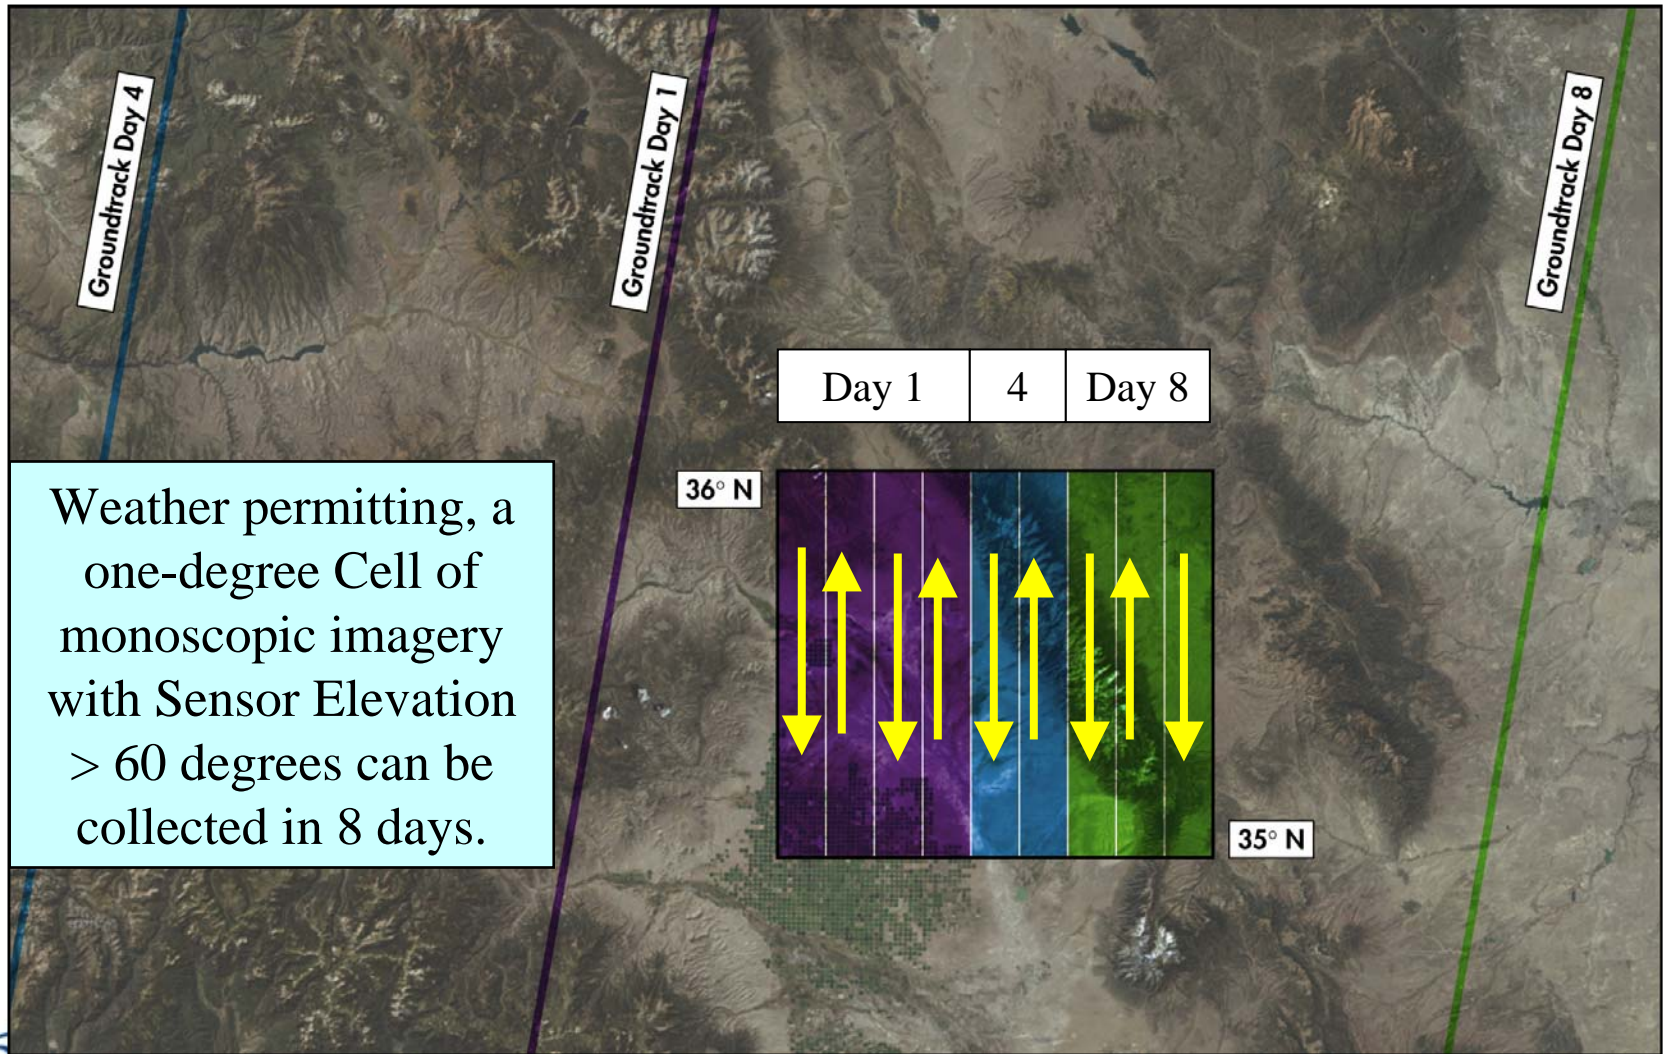 Groundtrack Day 4
Groundtrack Day 1
Groundtrack Day 8
Day 1
4
Day 8
36° N
Weather permitting, a
one-degree Cell of
monoscopic imagery
with Sensor Elevation
> 60 degrees can be
collected in 8 days.
35° N